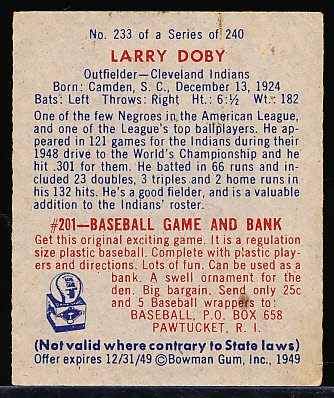 No. 233 of a Series of 240
LARRY DOBY
Outfielder—Cleveland Indians
Born: Camden, S. C., December 13, 1924
Bats: Left Throws: Right Ht.: 6:½ Wt.: 182
One of the few Negroes in the American League,
and one of the League's top ballplayers. He ap-
peared in 121 games for the Indians during their
1948 drive to the World's Championship and he
hit .301 for them. He batted in 66 runs and in-
cluded 23 doubles, 3 triples and 2 home runs in
his 132 hits. He's a good fielder, and is a valuable
addition to the Indians' roster.
#201—BASEBALL GAME AND BANK
Get this original exciting game. It is a regulation
size plastic baseball. Complete with plastic players
and directions. Lots of fun. Can be used as a
bank. A swell ornament for the
den. Big bargain. Send only 25c
and 5 Baseball wrappers to:
BASEBALL, P.O. BOX 658
PAWTUCKET, R. I.
(Not valid where contrary to State laws)
Offer expires 12/31/49 ©Bowman Gum, Inc., 1949